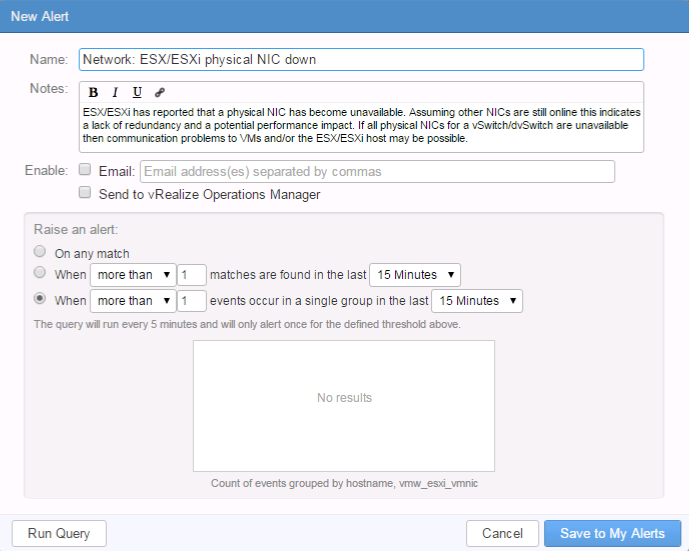 New Alert
Name: Network: ESX/ESXi physical NIC down
Notes: B I U
ESX/ESXi has reported that a physical NIC has become unavailable. Assuming other NICs are still online this indicates
a lack of redundancy and a potential performance impact. If all physical NICs for a vSwitch/dvSwitch are unavailable
then communication problems to VMs and/or the ESX/ESXi host may be possible.
Enable: Email: Email address(es) separated by commas
Send to vRealize Operations Manager
Raise an alert:
On any match
When more than 1 matches are found in the last 15 Minutes
When more than 1 events occur in a single group in the last 15 Minutes
The query will run every 5 minutes and will only alert once for the defined threshold above.
No results
Count of events grouped by hostname, vmw_esxi_vmnic
Run Query Cancel Save to My Alerts